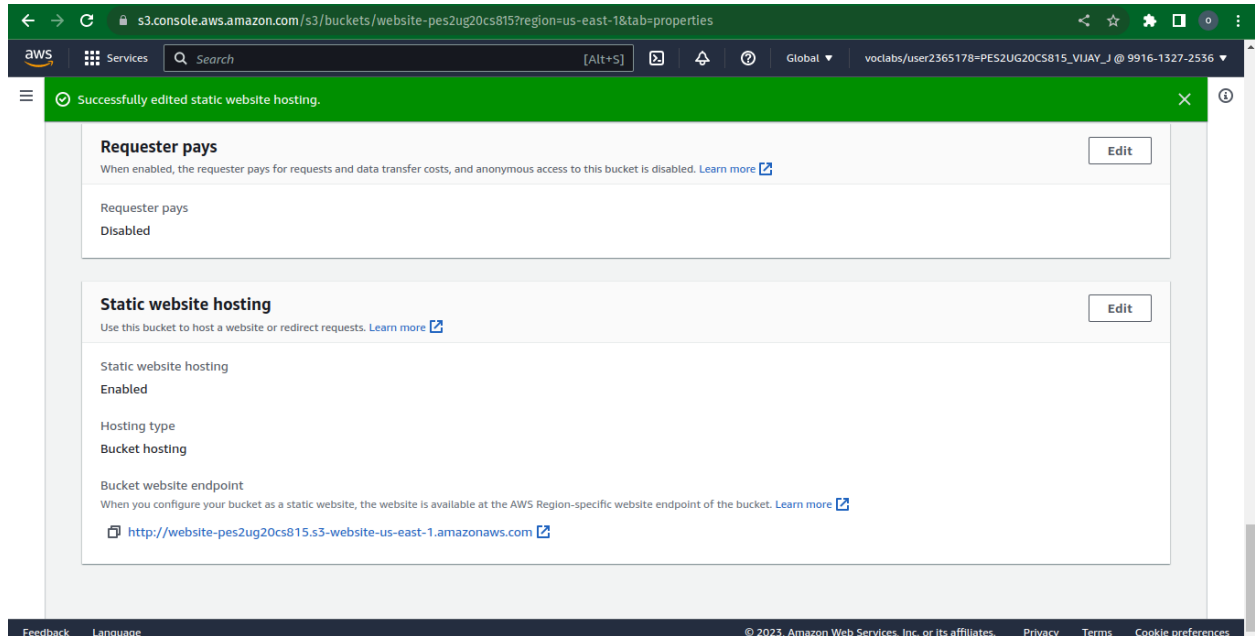 s3.console.aws.amazon.com/s3/buckets/website-pes2ug20cs815?region=us-east-1&tab=properties
o
aws
Services
Search
[Alt+S]
Global ▼
voclabs/user2365178=PES2UG20CS815_VIJAY_J @ 9916-1327-2536 ▼
Successfully edited static website hosting.
Requester pays
Edit
When enabled, the requester pays for requests and data transfer costs, and anonymous access to this bucket is disabled. Learn more
Requester pays
Disabled
Static website hosting
Edit
Use this bucket to host a website or redirect requests. Learn more
Static website hosting
Enabled
Hosting type
Bucket hosting
Bucket website endpoint
When you configure your bucket as a static website, the website is available at the AWS Region-specific website endpoint of the bucket. Learn more
http://website-pes2ug20cs815.s3-website-us-east-1.amazonaws.com
Feedback Language © 2023, Amazon Web Services, Inc. or its affiliates. Privacy Terms Cookie preferences